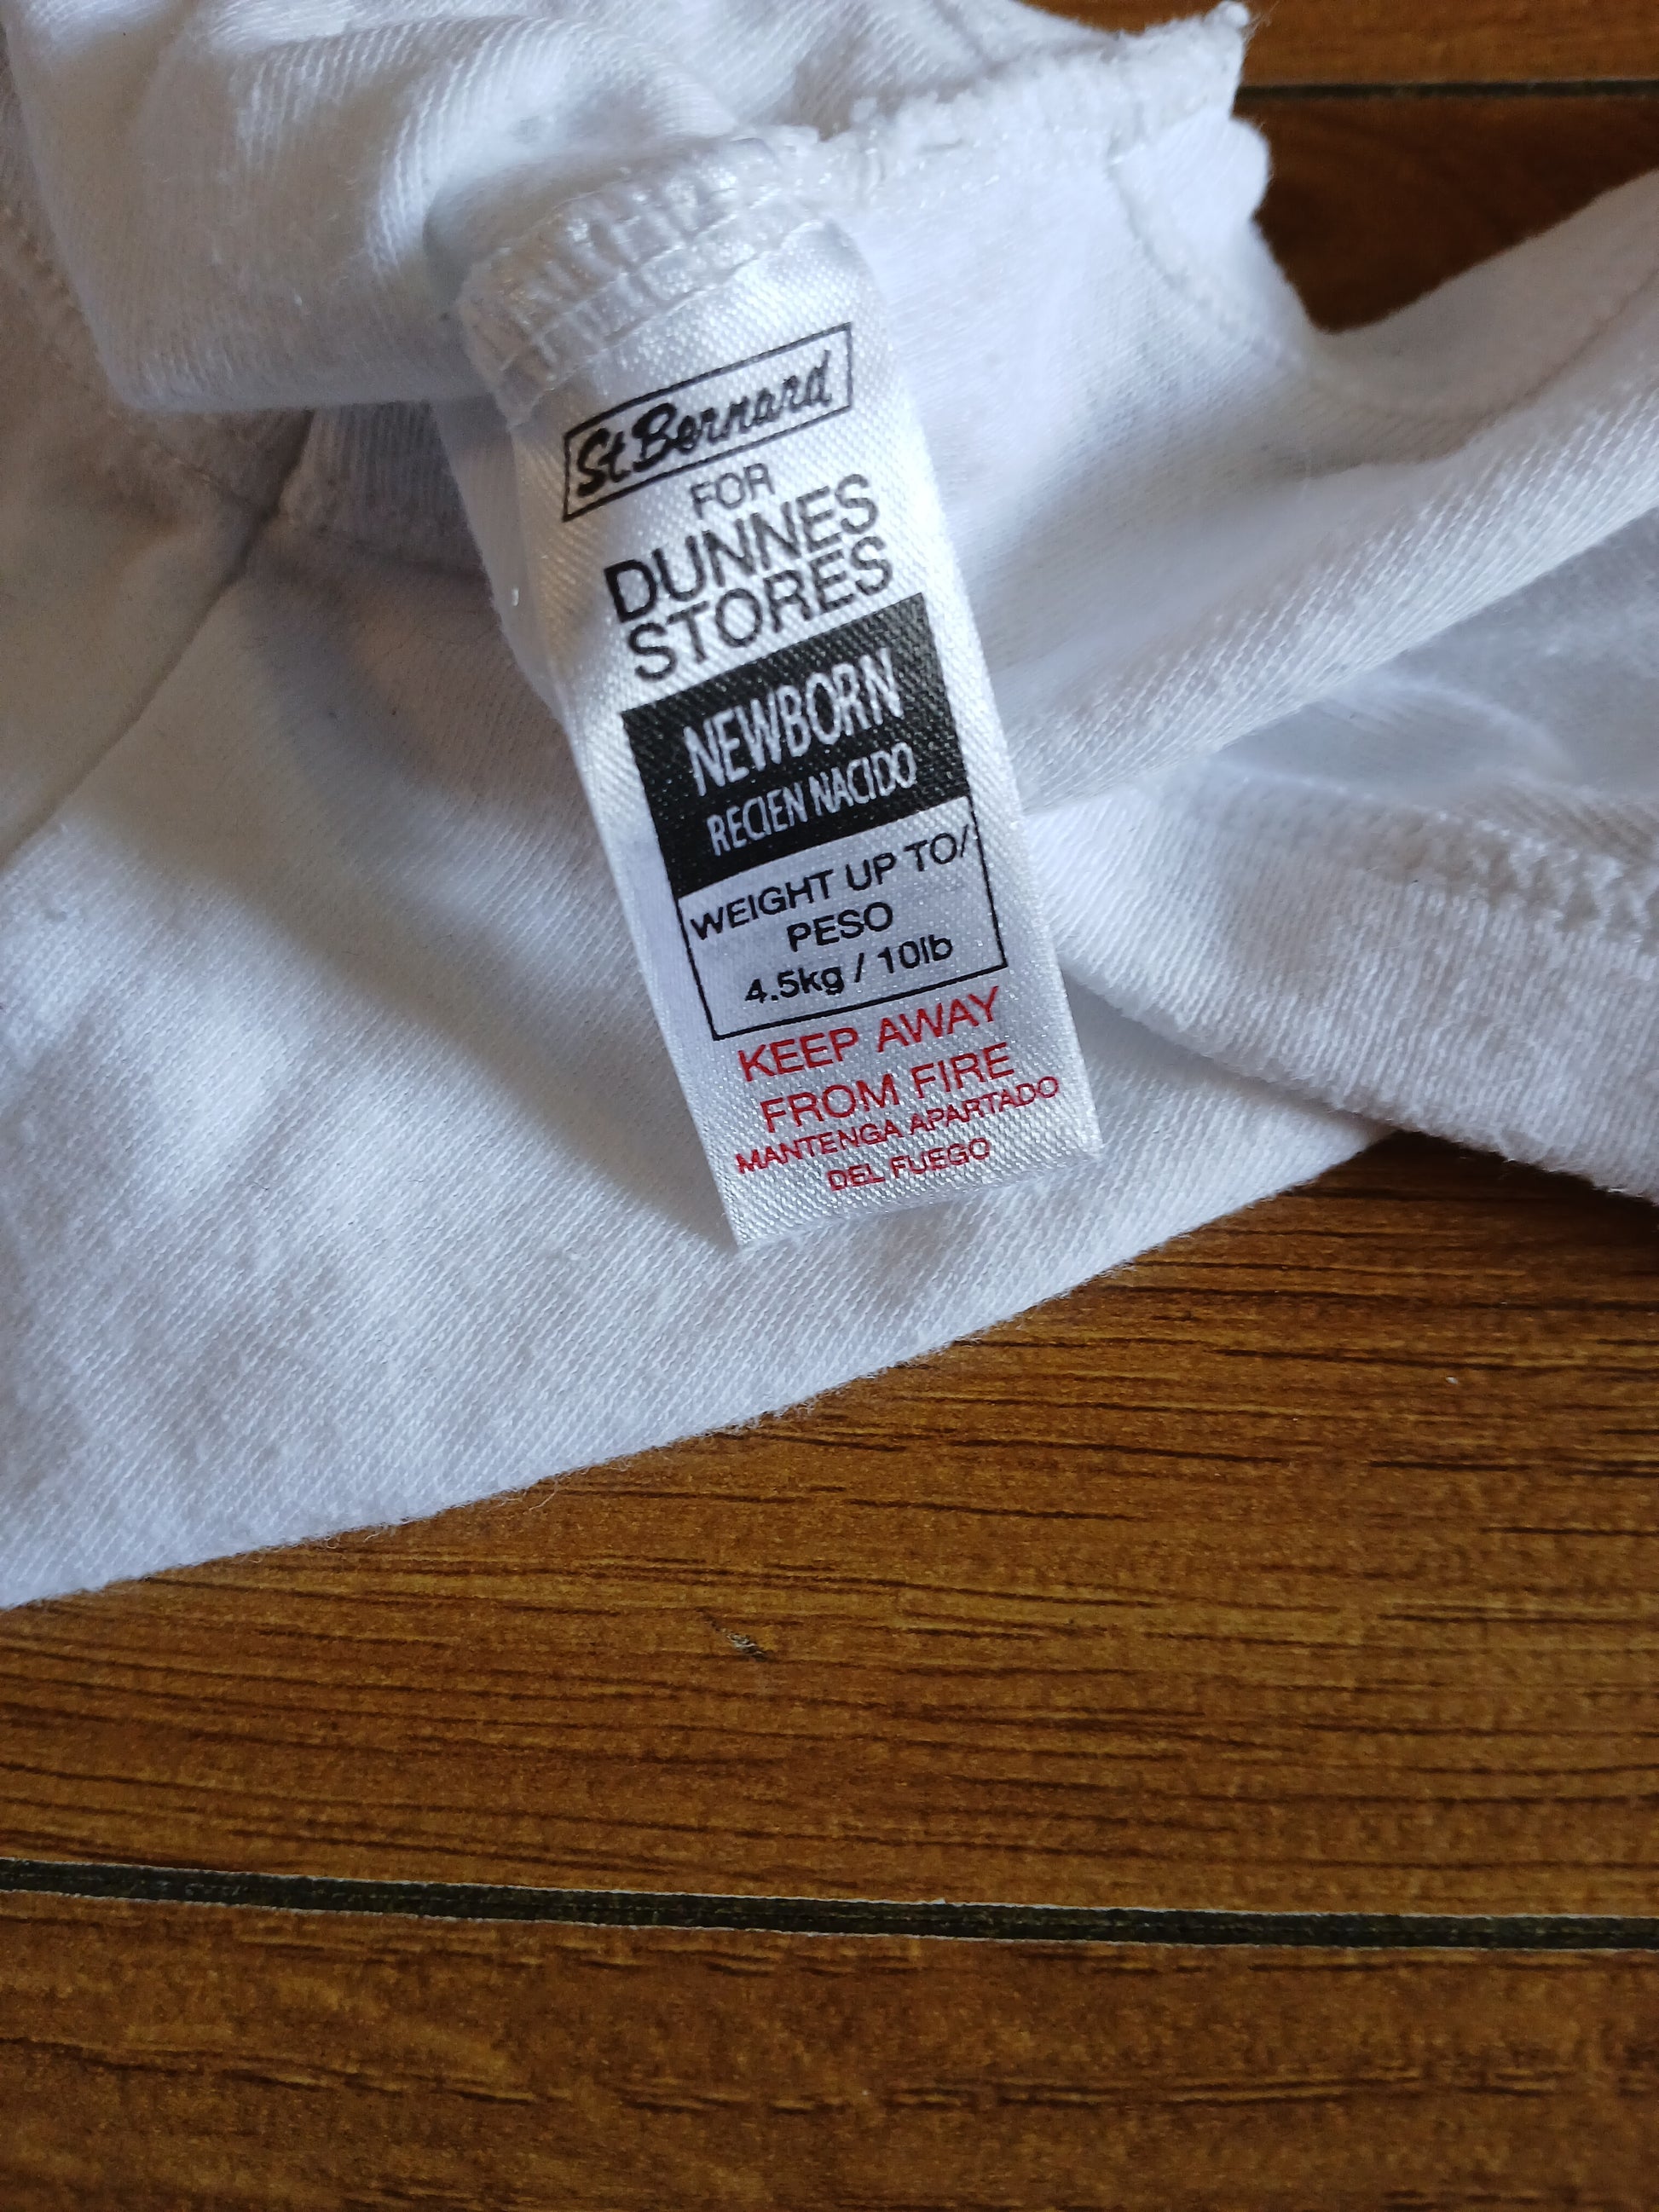 St.Bernard
FOR
DUNNES
STORES
NEWBORN
RECIEN NACIDO
WEIGHT UP TO/
PESO
4.5kg / 10lb
KEEP AWAY
FROM FIRE
MANTENGA APARTADO
DEL FUEGO